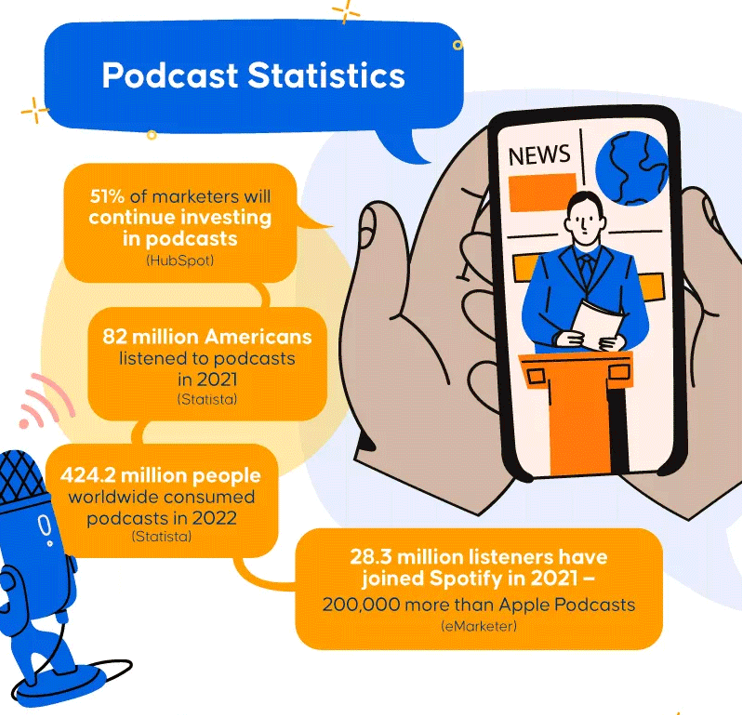 Podcast Statistics
NEWS
51% of marketers will
continue investing
in podcasts
(HubSpot)
82 million Americans
listened to podcasts
in 2021
(Statista)
424.2 million people
worldwide consumed
podcasts in 2022
(Statista)
28.3 million listeners have
joined Spotify in 2021 –
200,000 more than Apple Podcasts
(eMarketer)